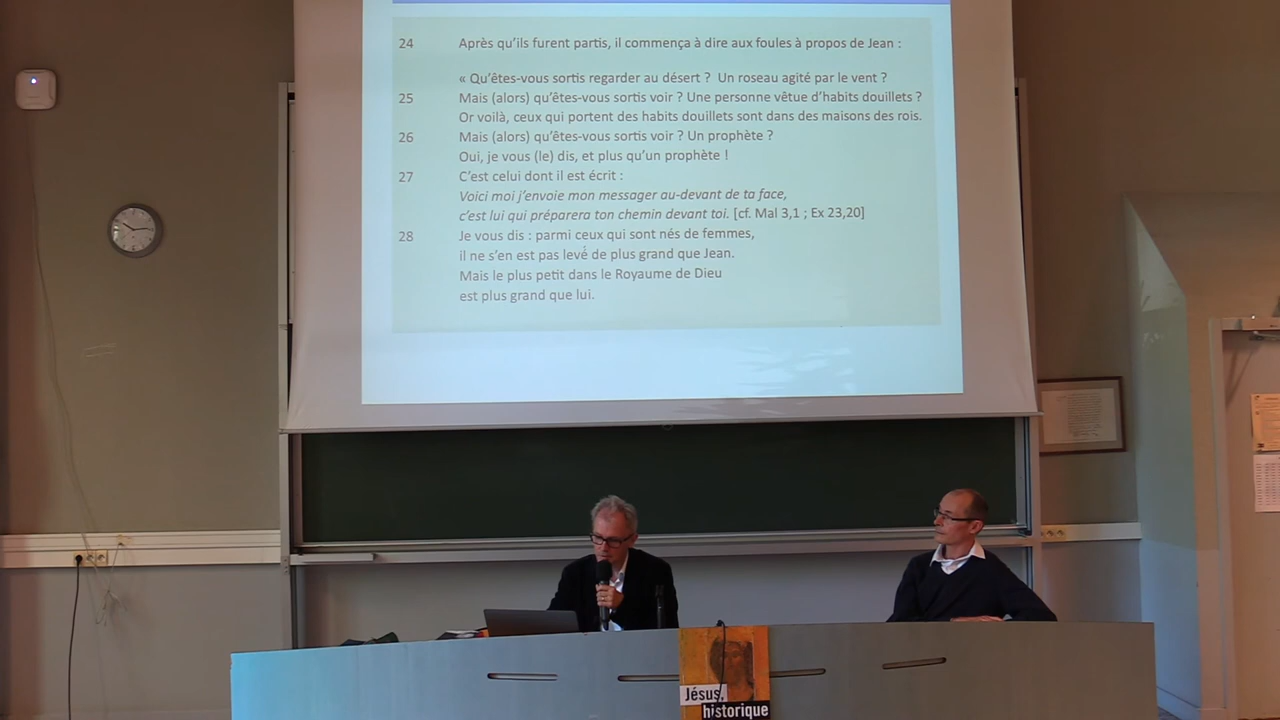 24 Après qu'ils furent partis, il commença à dire aux foules à propos de Jean :
« Qu'êtes-vous sortis regarder au désert ? Un roseau agité par le vent ?
25 Mais (alors) qu'êtes-vous sortis voir ? Une personne vêtue d'habits douillets ?
Or voilà, ceux qui portent des habits douillets sont dans des maisons des rois.
26 Mais (alors) qu'êtes-vous sortis voir ? Un prophète ?
Oui, je vous (le) dis, et plus qu'un prophète !
27 C'est celui dont il est écrit :
Voici moi j'envoie mon messager au-devant de ta face,
c'est lui qui préparera ton chemin devant toi. [cf. Mal 3,1 ; Ex 23,20]
28 Je vous dis : parmi ceux qui sont nés de femmes,
il ne s'en est pas levé de plus grand que Jean.
Mais le plus petit dans le Royaume de Dieu
est plus grand que lui.
Jésus,
historique